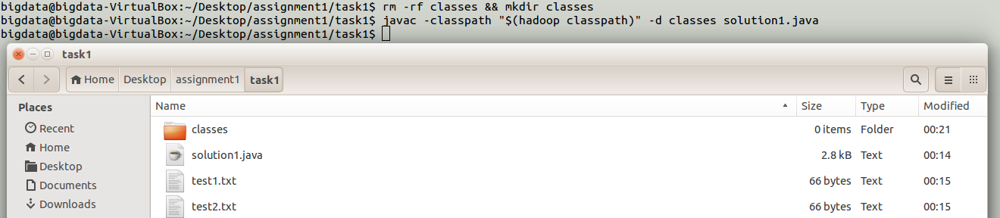 bigdata@bigdata-VirtualBox:~/Desktop/assignment1/task1$ rm -rf classes && mkdir classes
bigdata@bigdata-VirtualBox:~/Desktop/assignment1/task1$ javac -classpath "$(hadoop classpath)" -d classes solution1.java
bigdata@bigdata-VirtualBox:~/Desktop/assignment1/task1$
task1
Home Desktop assignment1 task1
Places
Recent
Home
Desktop
Documents
Downloads
Name Size Type Modified
classes 0 items Folder 00:21
solution1.java 2.8 kB Text 00:14
test1.txt 66 bytes Text 00:15
test2.txt 66 bytes Text 00:15